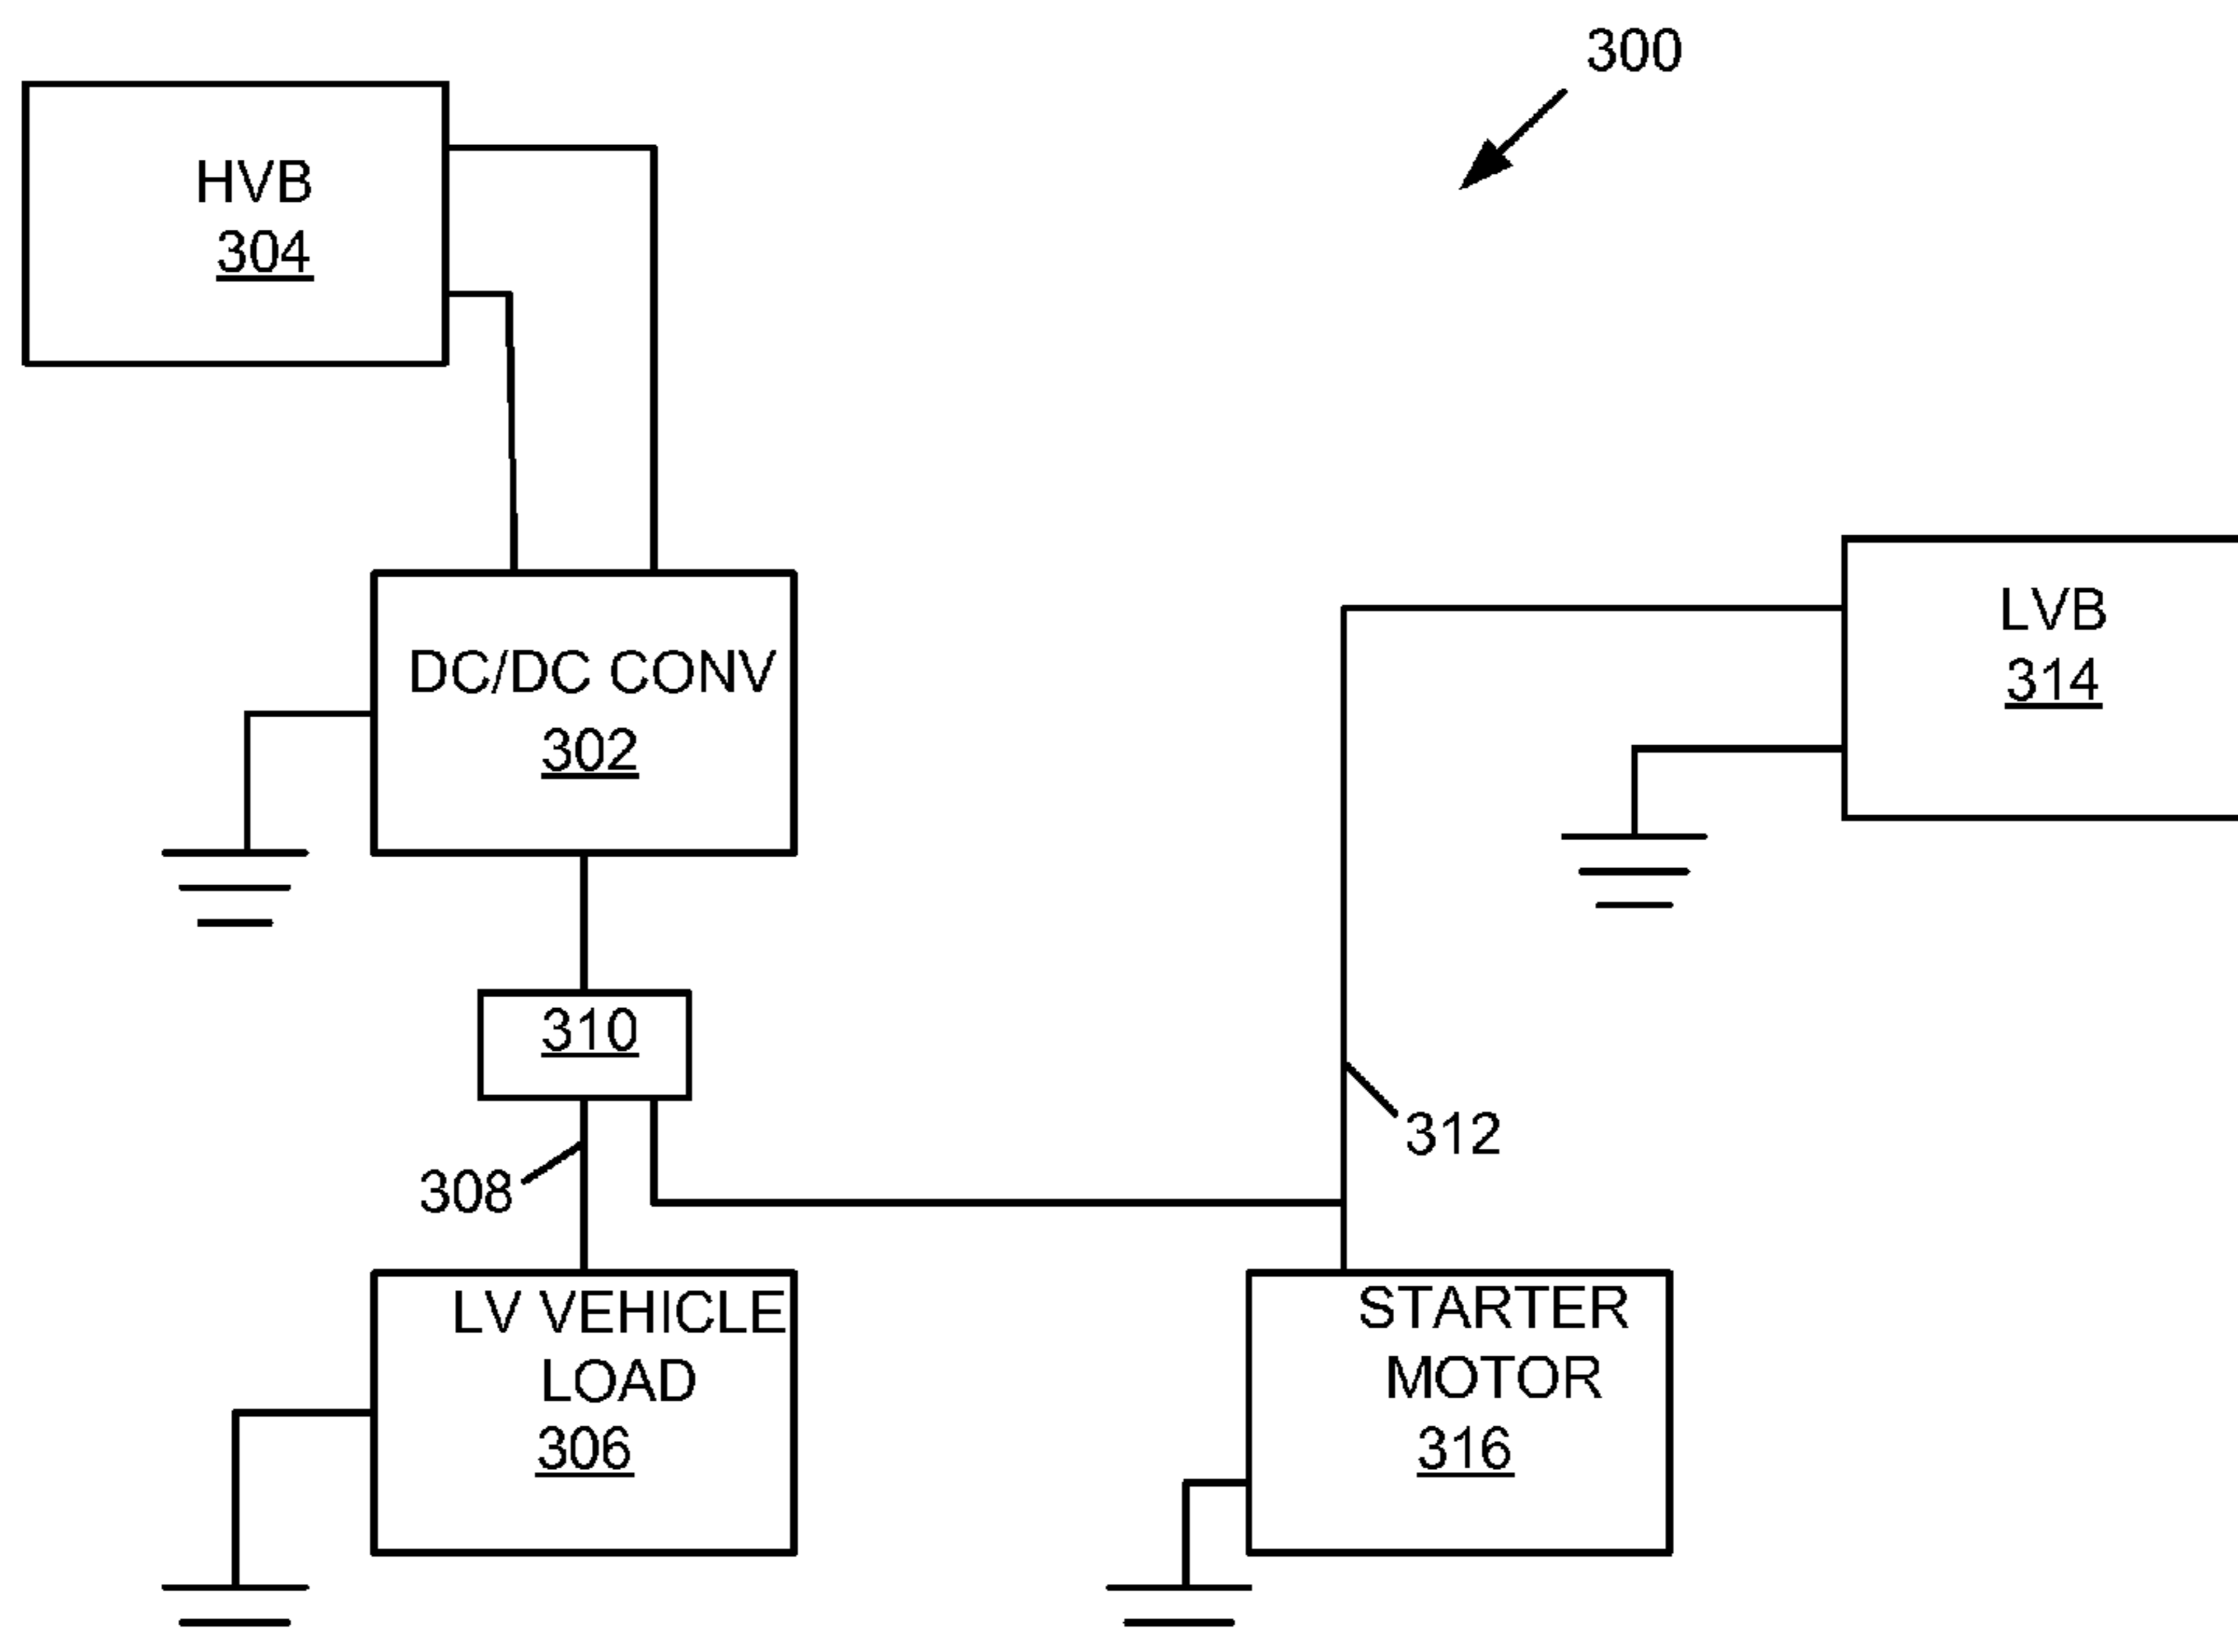 300
HVB
304
DC/DC CONV
302
LVB
314
310
312
308
LV VEHICLE
LOAD
306
STARTER
MOTOR
316